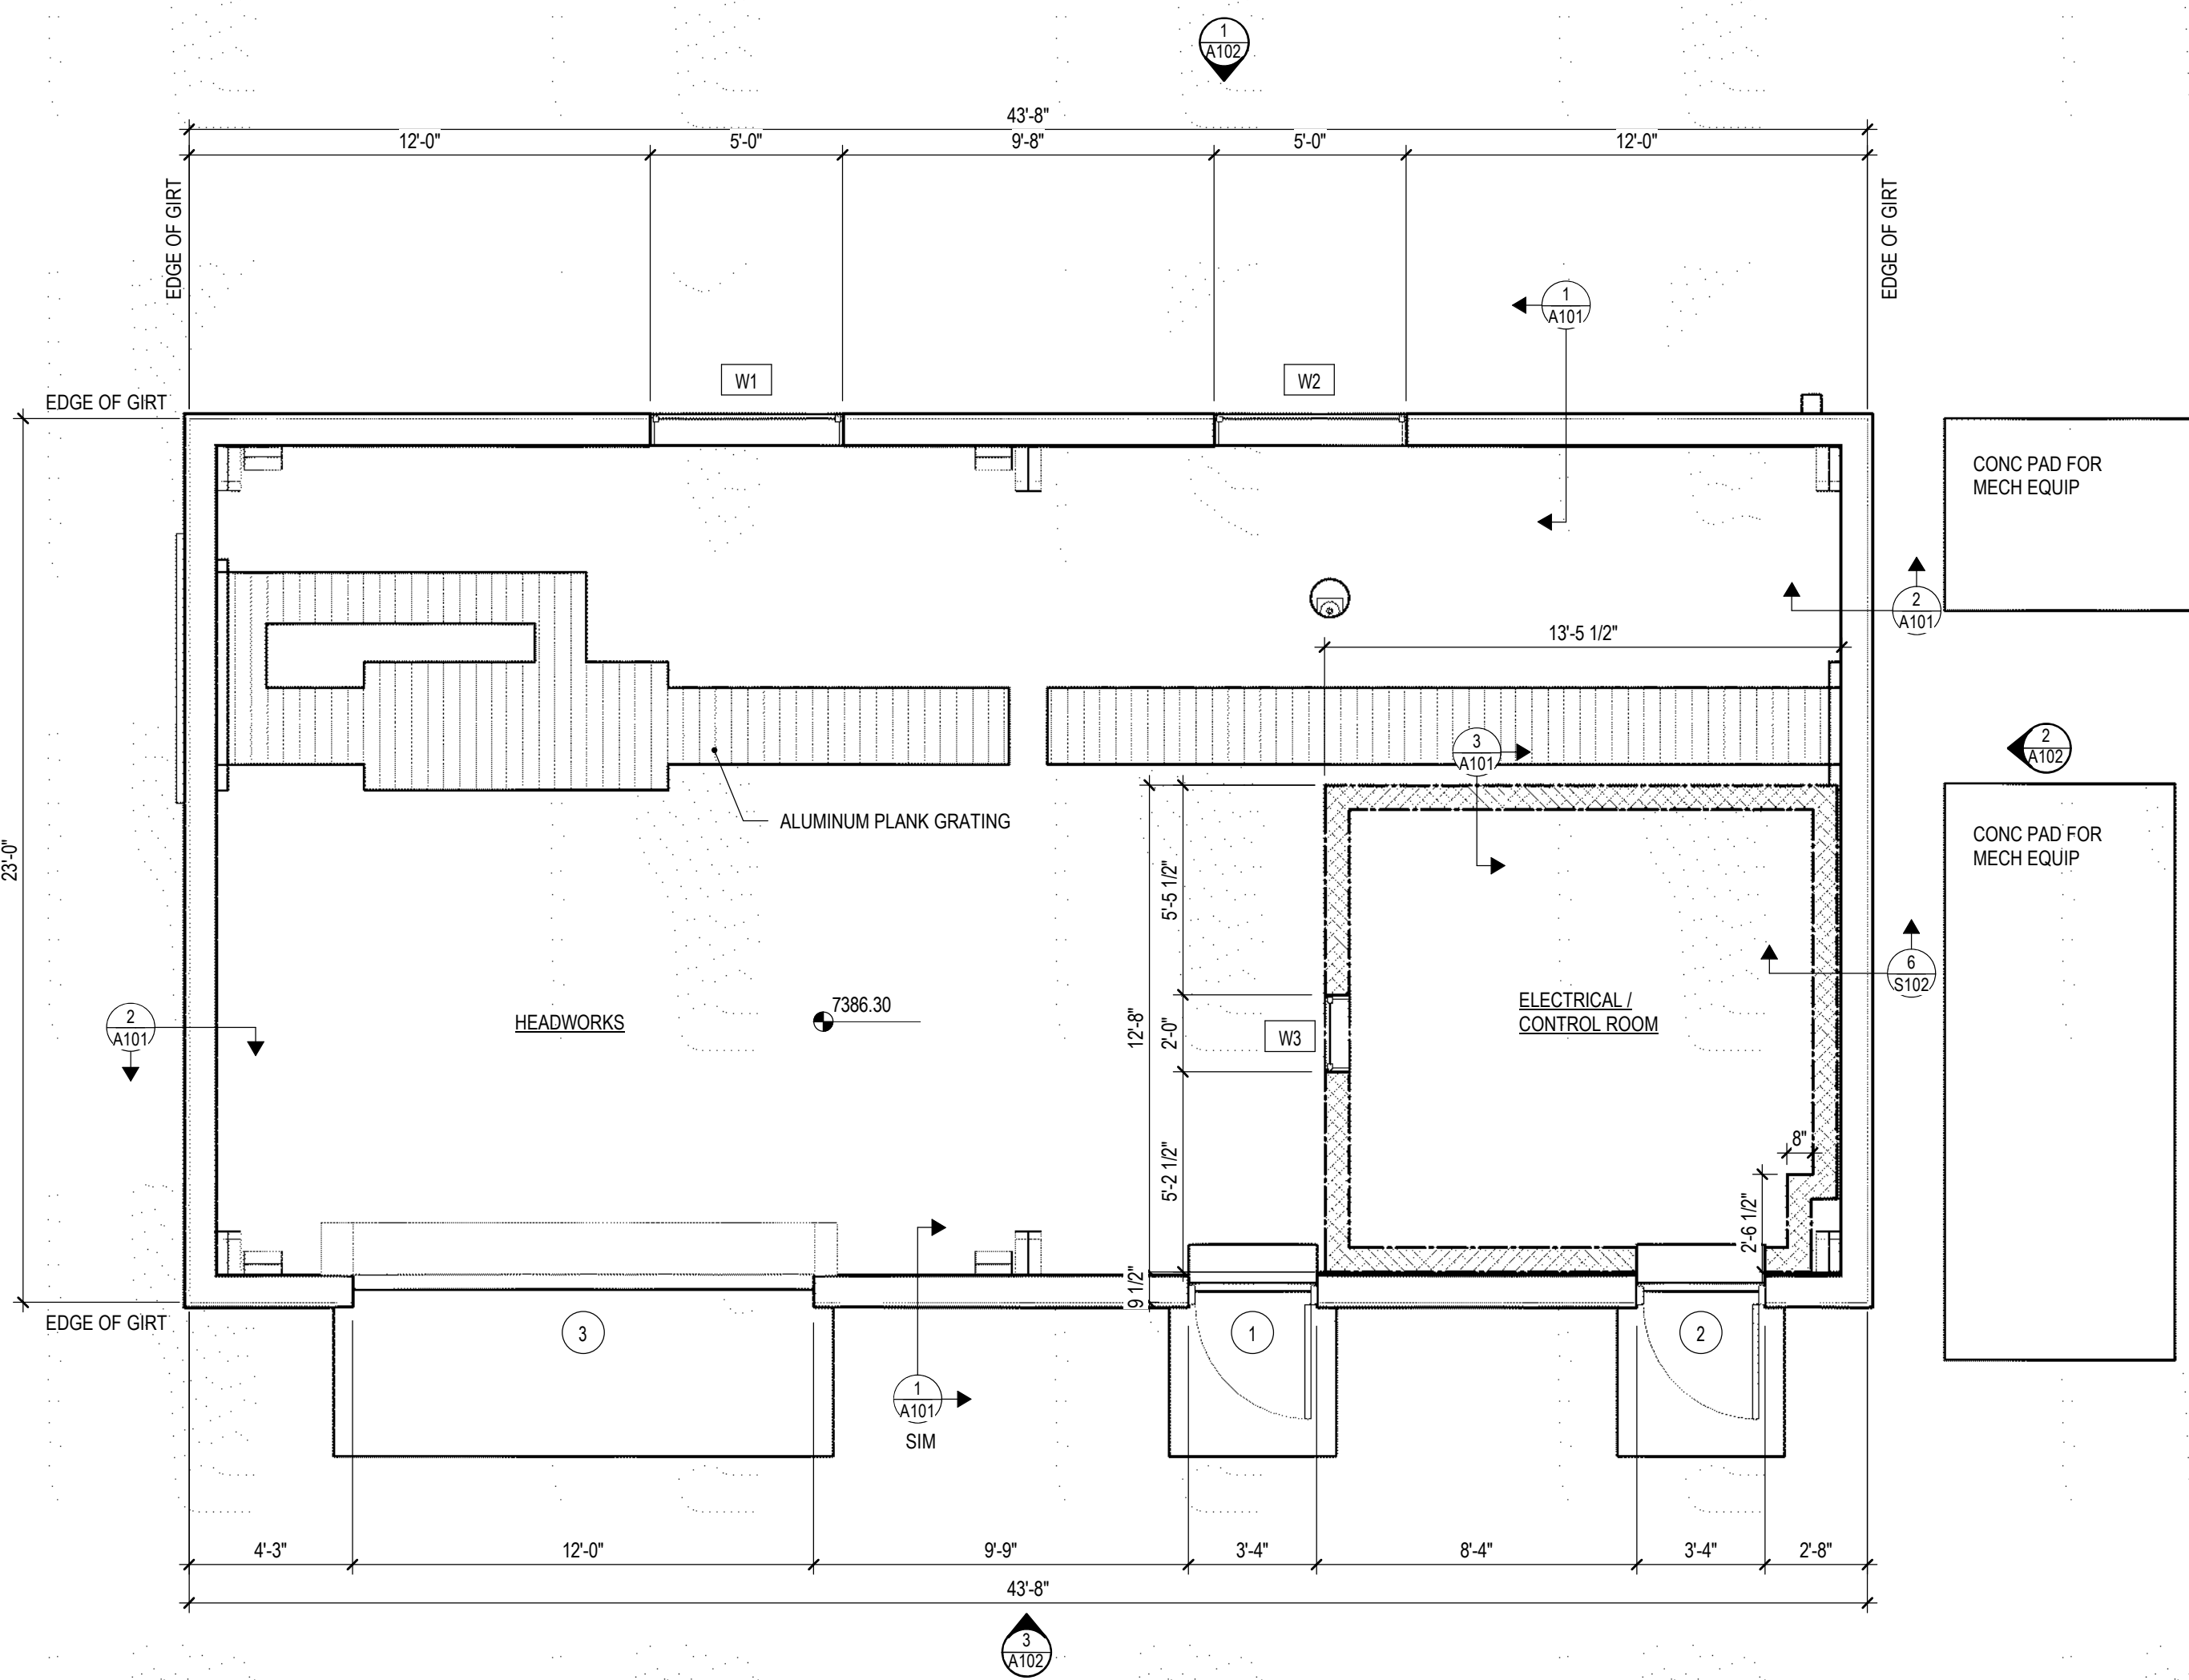 1
A102
43'-8"
12'-0"
5'-0"
9'-8"
5'-0"
12'-0"
EDGE OF GIRT
EDGE OF GIRT
1
A101
W1
W2
EDGE OF GIRT
CONC PAD FOR
MECH EQUIP
2
A101
13'-5 1/2"
3
A101
2
A102
ALUMINUM PLANK GRATING
CONC PAD FOR
MECH EQUIP
23'-0"
5'-5 1/2"
12'-8"
2'-0"
5'-2 1/2"
9 1/2"
6
S102
ELECTRICAL /
CONTROL ROOM
7386.30
HEADWORKS
2
A101
W3
8"
2'-6 1/2"
EDGE OF GIRT
3
1
2
1
A101
SIM
4'-3"
12'-0"
9'-9"
3'-4"
8'-4"
3'-4"
2'-8"
43'-8"
3
A102